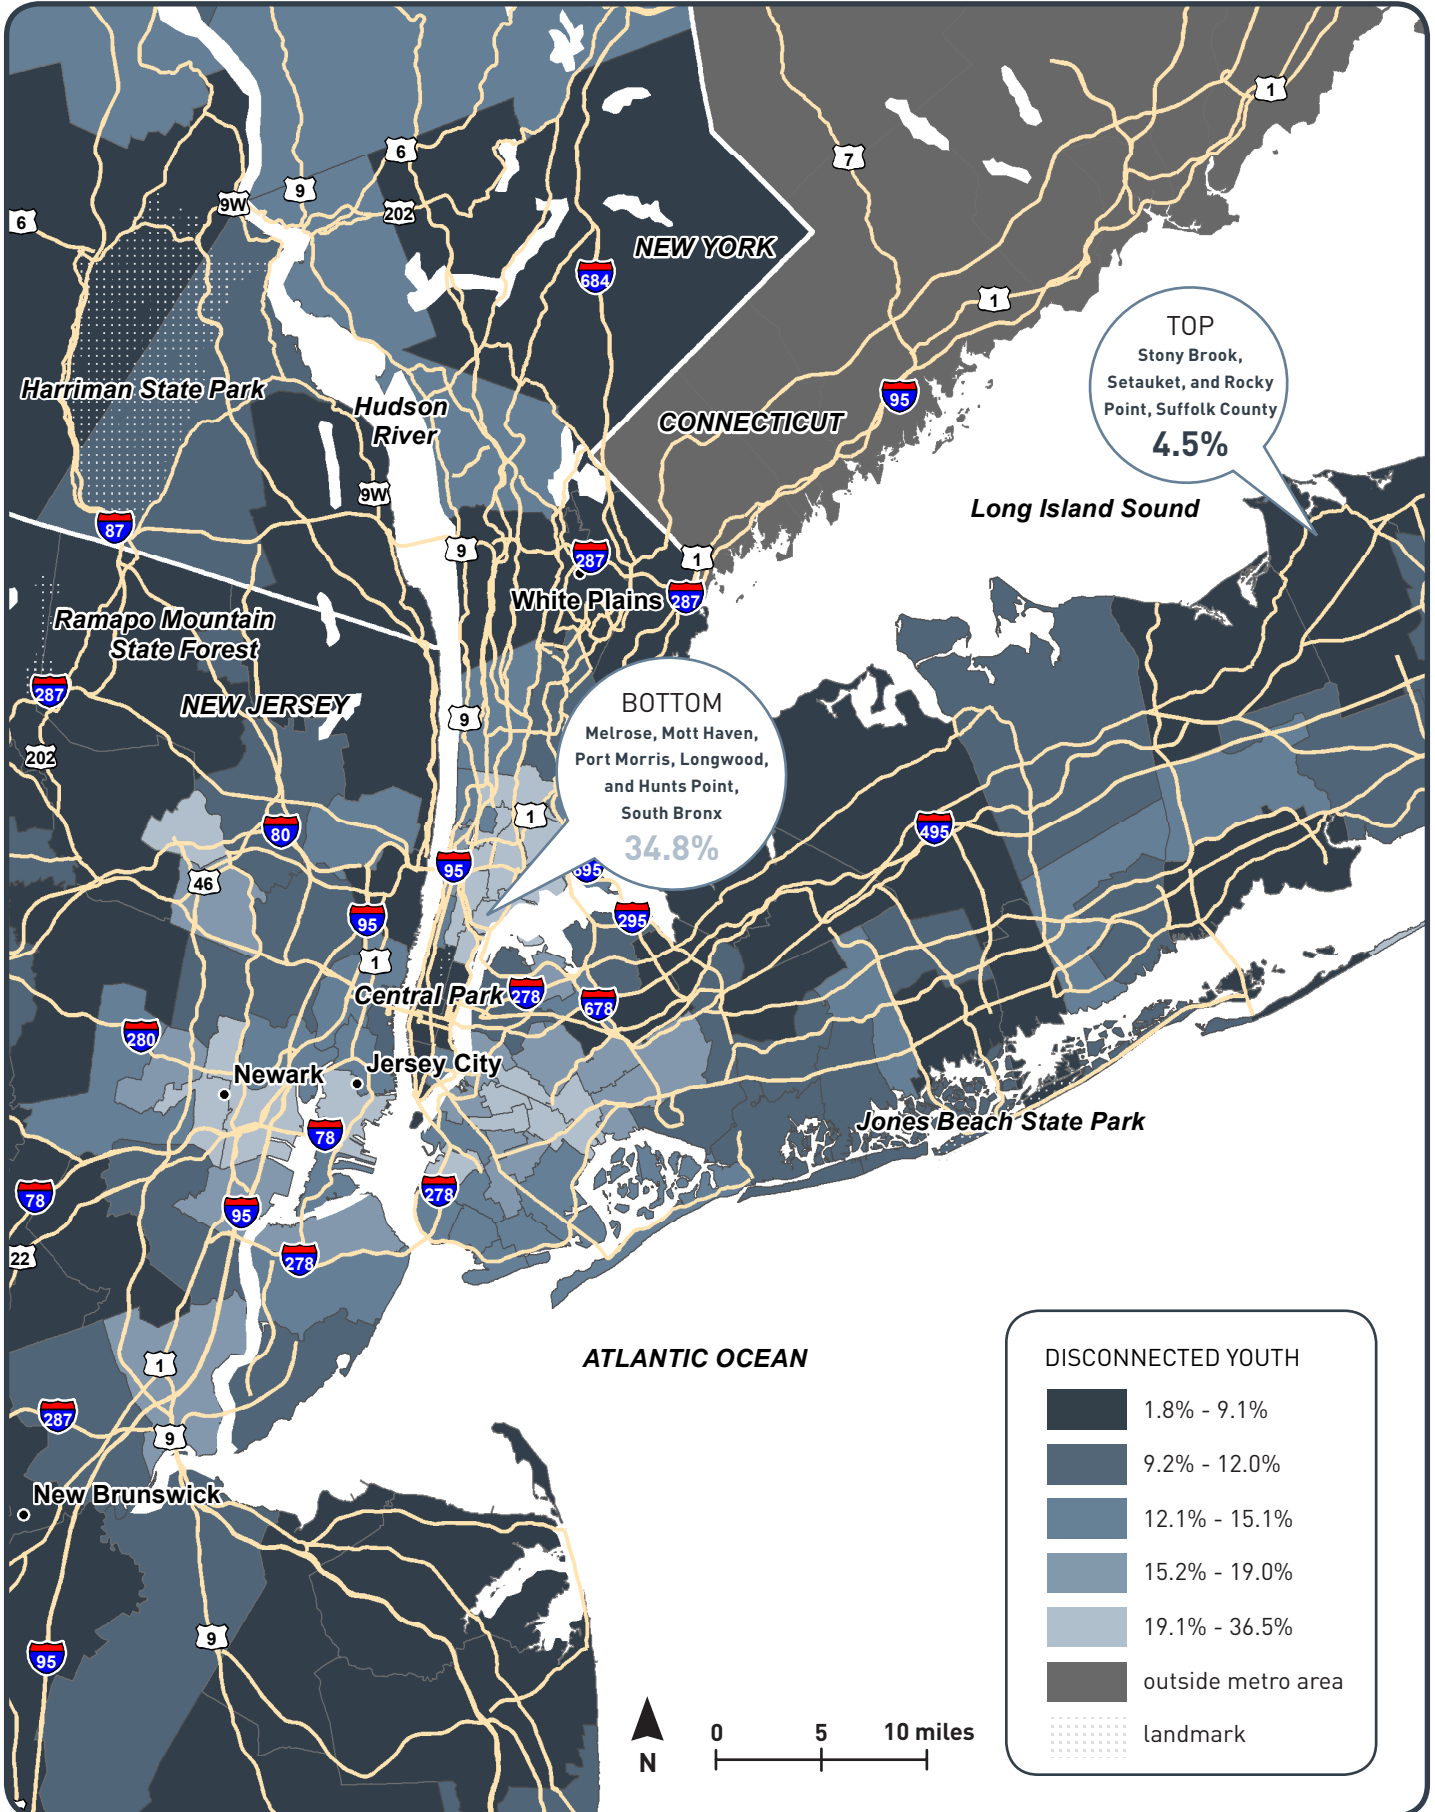 1
6
7
9
9W
202
6
NEW YORK
684
1
TOP
Stony Brook,
Setauket, and Rocky
Point, Suffolk County
4.5%
Harriman State Park
Hudson
River
95
CONNECTICUT
9W
Long Island Sound
87
9
287
1
White Plains
287
Ramapo Mountain
State Forest
287
NEW JERSEY
9
BOTTOM
Melrose, Mott Haven,
Port Morris, Longwood,
and Hunts Point,
South Bronx
34.8%
202
1
80
495
95
46
695
295
95
1
Central Park
278
678
280
Jersey City
Newark
78
Jones Beach State Park
78
278
95
22
278
ATLANTIC OCEAN
1
287
9
New Brunswick
9
95
DISCONNECTED YOUTH
1.8% - 9.1%
9.2% - 12.0%
12.1% - 15.1%
15.2% - 19.0%
19.1% - 36.5%
outside metro area
landmark
0 5 10 miles
N